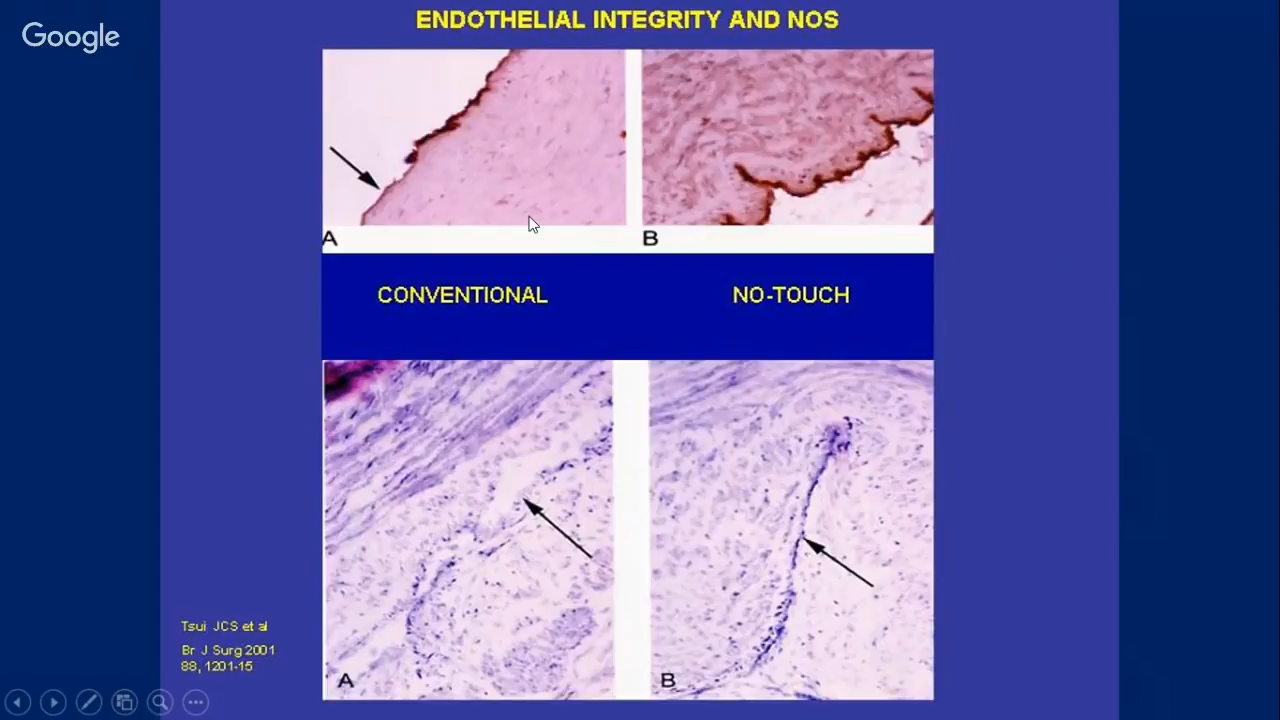 Google
ENDOTHELIAL INTEGRITY AND NOS
A
B
CONVENTIONAL
NO-TOUCH
A
B
Tsui JCS et al
Br J Surg 2001
88, 1201-15